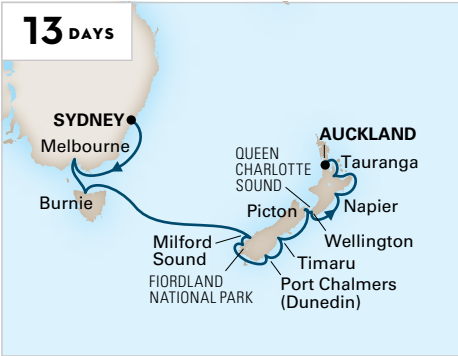 13 DAYS
SYDNEY
Melbourne
Burnie
AUCKLAND
Tauranga
QUEEN
CHARLOTTE
SOUND
Napier
Picton
Wellington
Milford
Sound
Timaru
FIORDLAND
NATIONAL PARK
Port Chalmers
(Dunedin)